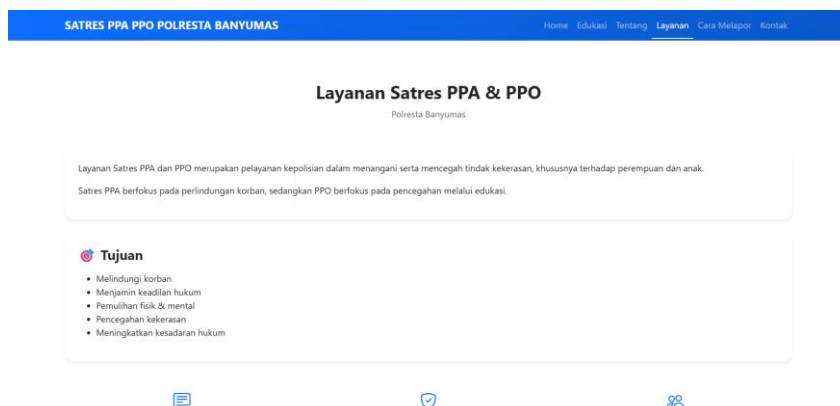 SATRES PPA PPO POLRESTA BANYUMAS
Home Edukasi Tentang Layanan Cara Melapor Kontak
Layanan Satres PPA & PPO
Polresta Banyumas
Layanan Satres PPA dan PPO merupakan pelayanan kepolisian dalam menangani serta mencegah tindak kekerasan, khususnya terhadap perempuan dan anak.
Satres PPA berfokus pada perlindungan korban, sedangkan PPO berfokus pada pencegahan melalui edukasi.
Tujuan
• Melindungi korban
• Menjamin keadilan hukum
• Pemulihan fisik & mental
• Pencegahan kekerasan
• Meningkatkan kesadaran hukum